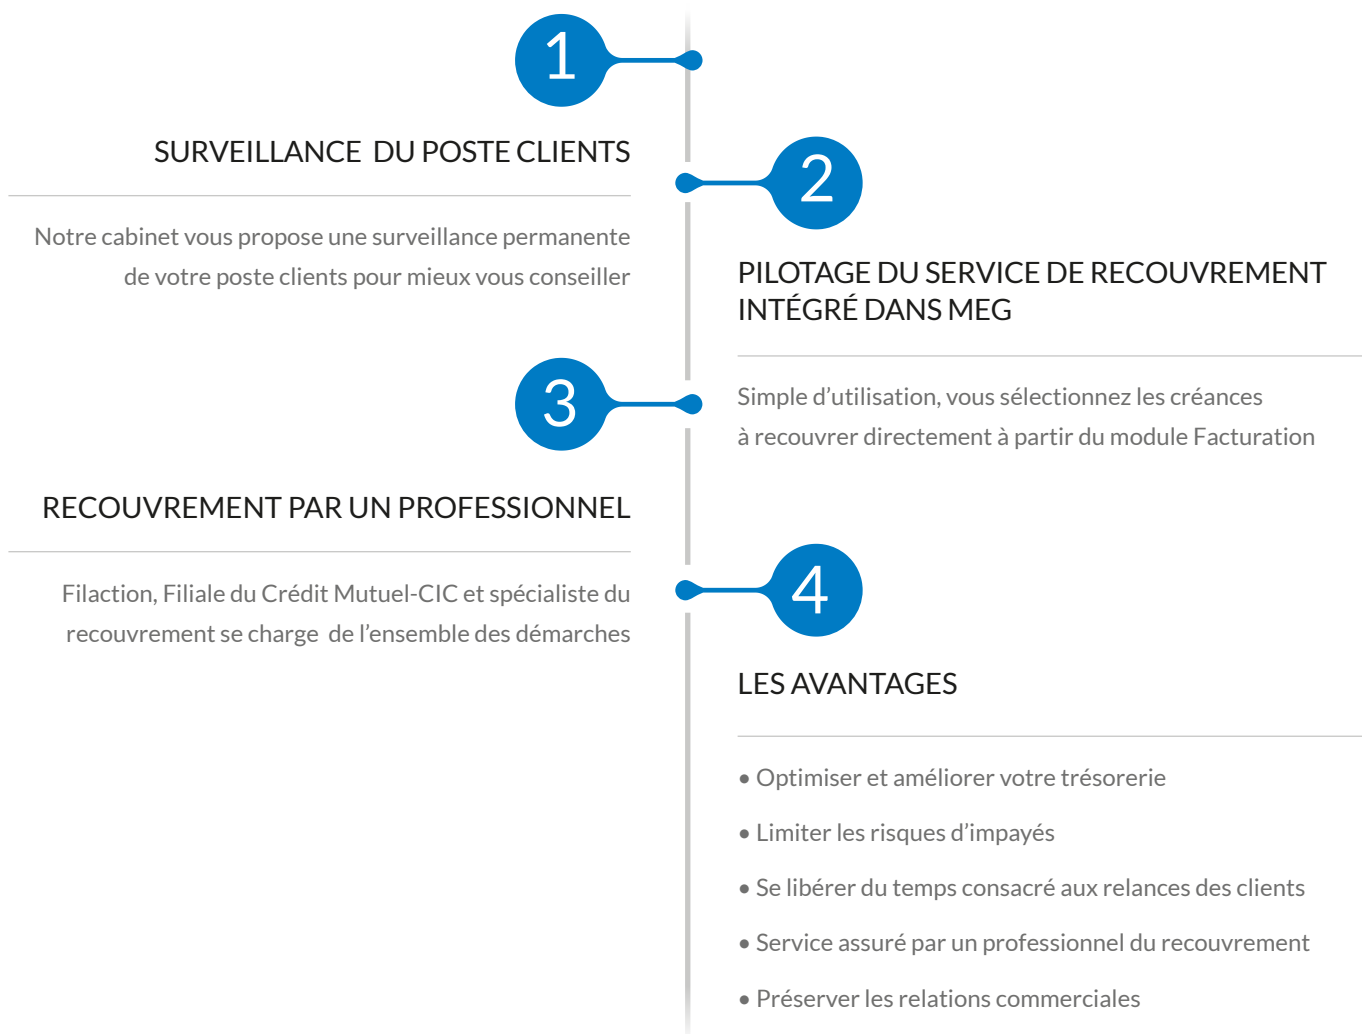 1
SURVEILLANCE DU POSTE CLIENTS
Notre cabinet vous propose une surveillance permanente
de votre poste clients pour mieux vous conseiller
2
PILOTAGE DU SERVICE DE RECOUVREMENT
INTÉGRÉ DANS MEG
Simple d’utilisation, vous sélectionnez les créances
à recouvrer directement à partir du module Facturation
3
RECOUVREMENT PAR UN PROFESSIONNEL
Filaction, Filiale du Crédit Mutuel-CIC et spécialiste du
recouvrement se charge de l’ensemble des démarches
4
LES AVANTAGES
• Optimiser et améliorer votre trésorerie
• Limiter les risques d’impayés
• Se libérer du temps consacré aux relances des clients
• Service assuré par un professionnel du recouvrement
• Préserver les relations commerciales